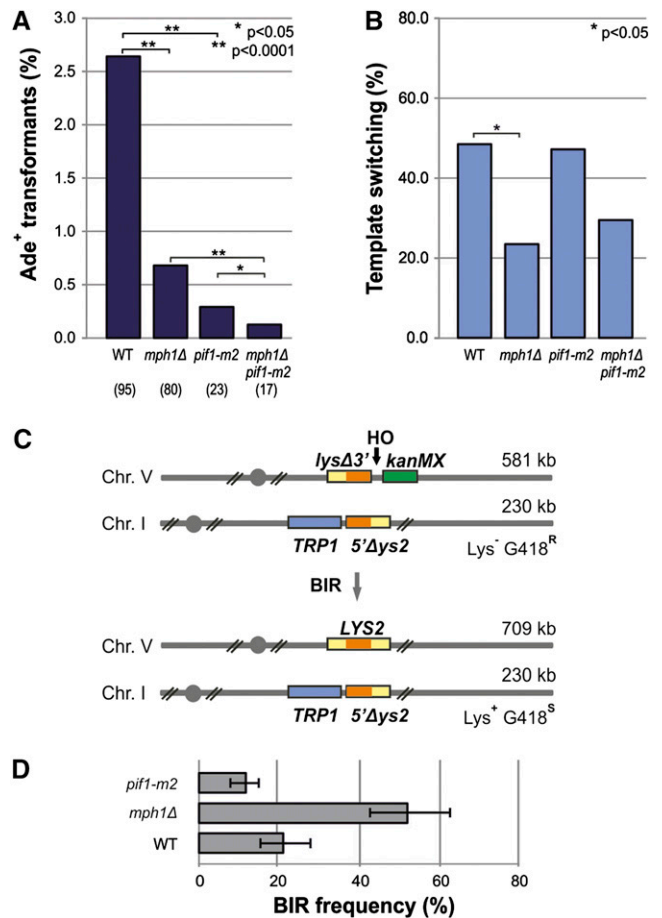 A
3.0
2.5
2.0
1.5
1.0
0.5
0.0
Ade+ transformants (%)
* p<0.05
** p<0.0001
**
**
**
*
WT
mph1Δ
pif1-m2
mph1Δ pif1-m2
(95)
(80)
(23)
(17)
B
80.0
60.0
40.0
20.0
0.0
Template switching (%)
* p<0.05
*
WT
mph1Δ
pif1-m2
mph1Δ pif1-m2
C
HO
lysΔ3' kanMX
581 kb
Chr. V
230 kb
Chr. I
TRP1 5'Δys2
Lys- G418R
BIR
LYS2
709 kb
Chr. V
230 kb
Chr. I
TRP1 5'Δys2
Lys+ G418S
D
pif1-m2
mph1Δ
WT
0 20 40 60 80
BIR frequency (%)